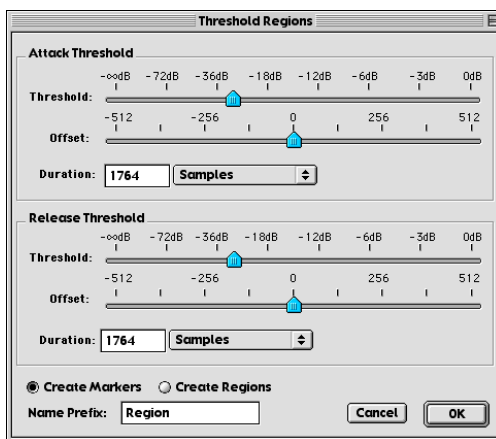 Threshold Regions
Attack Threshold
-∞dB -72dB -36dB -18dB -12dB -6dB -3dB 0dB
Threshold:
-512 -256 0 256 512
Offset:
Duration: 1764 Samples
Release Threshold
-∞dB -72dB -36dB -18dB -12dB -6dB -3dB 0dB
Threshold:
-512 -256 0 256 512
Offset:
Duration: 1764 Samples
Create Markers Create Regions
Name Prefix: Region Cancel OK